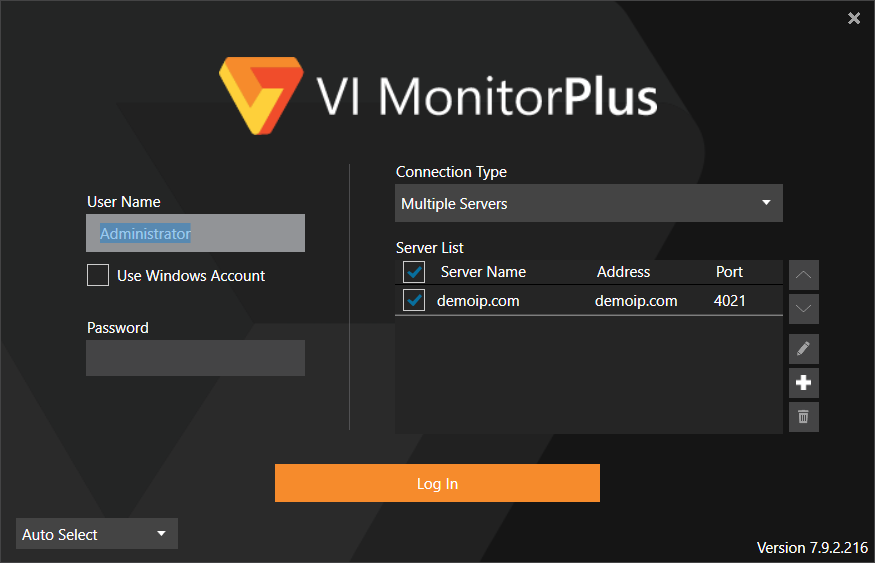 VI MonitorPlus
User Name
Administrator
Use Windows Account
Password
Connection Type
Multiple Servers
Server List
Server Name Address Port
demoip.com demoip.com 4021
Log In
Auto Select
Version 7.9.2.216